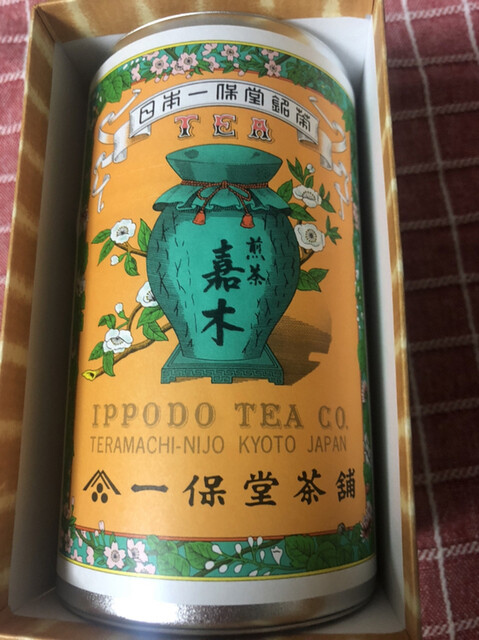 日本一保堂銘茶
TEA
煎茶
嘉木
IPPODO TEA CO.
TERAMACHI-NIJO KYOTO JAPAN
一保堂茶舖